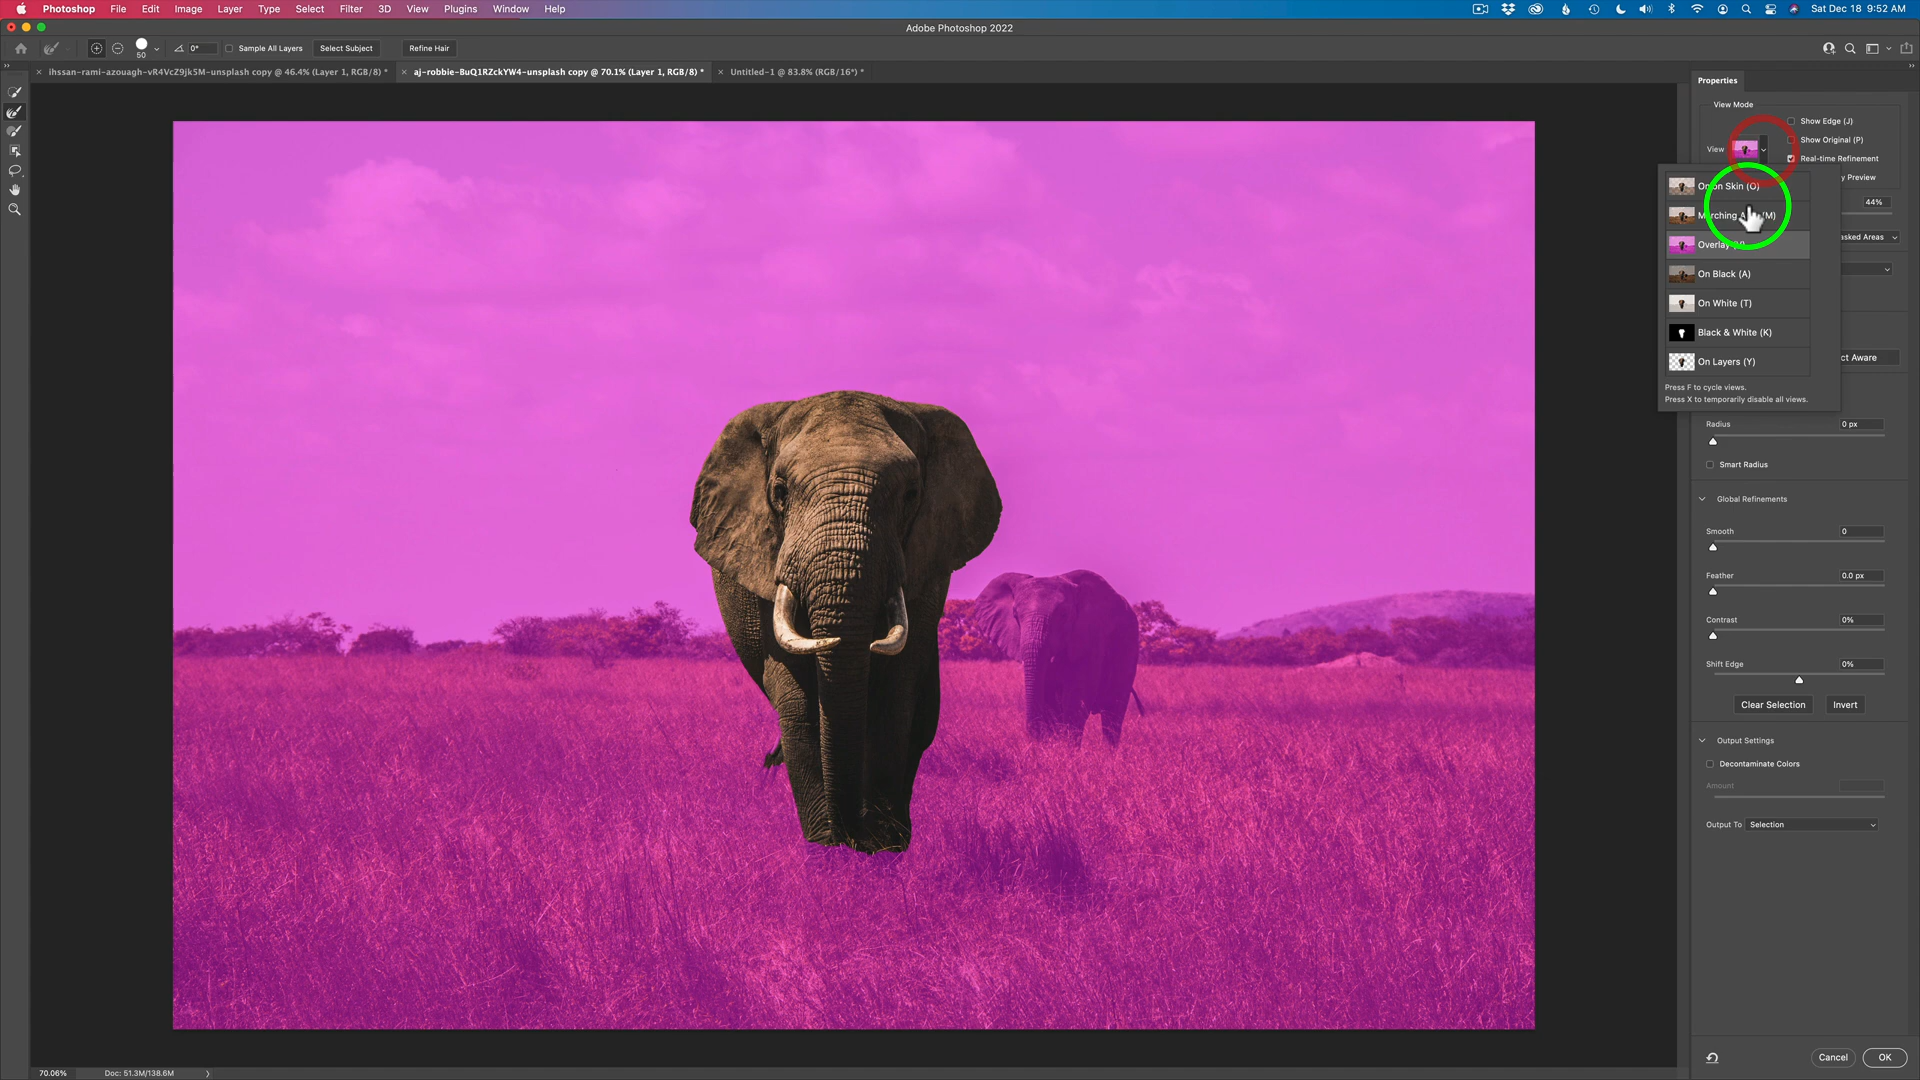 Photoshop File Edit Image Layer Type Select Filter 3D View Plugins Window Help Sat Dec 18 9:52 AM
Adobe Photoshop 2022
50 0° Sample All Layers Select Subject Refine Hair
× ihssan-rami-azouagh-vR4VcZ9jk5M-unsplash copy @ 46.4% (Layer 1, RGB/8) *
× aj-robbie-BuQ1RZckYW4-unsplash copy @ 70.1% (Layer 1, RGB/8) *
× Untitled-1 @ 83.8% (RGB/16*) *
Properties
View Mode
Show Edge (J)
Show Original (P)
View
Real-time Refinement
y Preview
On Skin (O)
44%
Marching (M)
asked Areas
Overlay
On Black (A)
On White (T)
Black & White (K)
ct Aware
On Layers (Y)
Press F to cycle views.
Press X to temporarily disable all views.
Radius 0 px
Smart Radius
Global Refinements
Smooth 0
Feather 0.0 px
Contrast 0%
Shift Edge 0%
Clear Selection Invert
Output Settings
Decontaminate Colors
Amount
Output To Selection
Cancel OK
70.06% Doc: 51.3M/138.6M